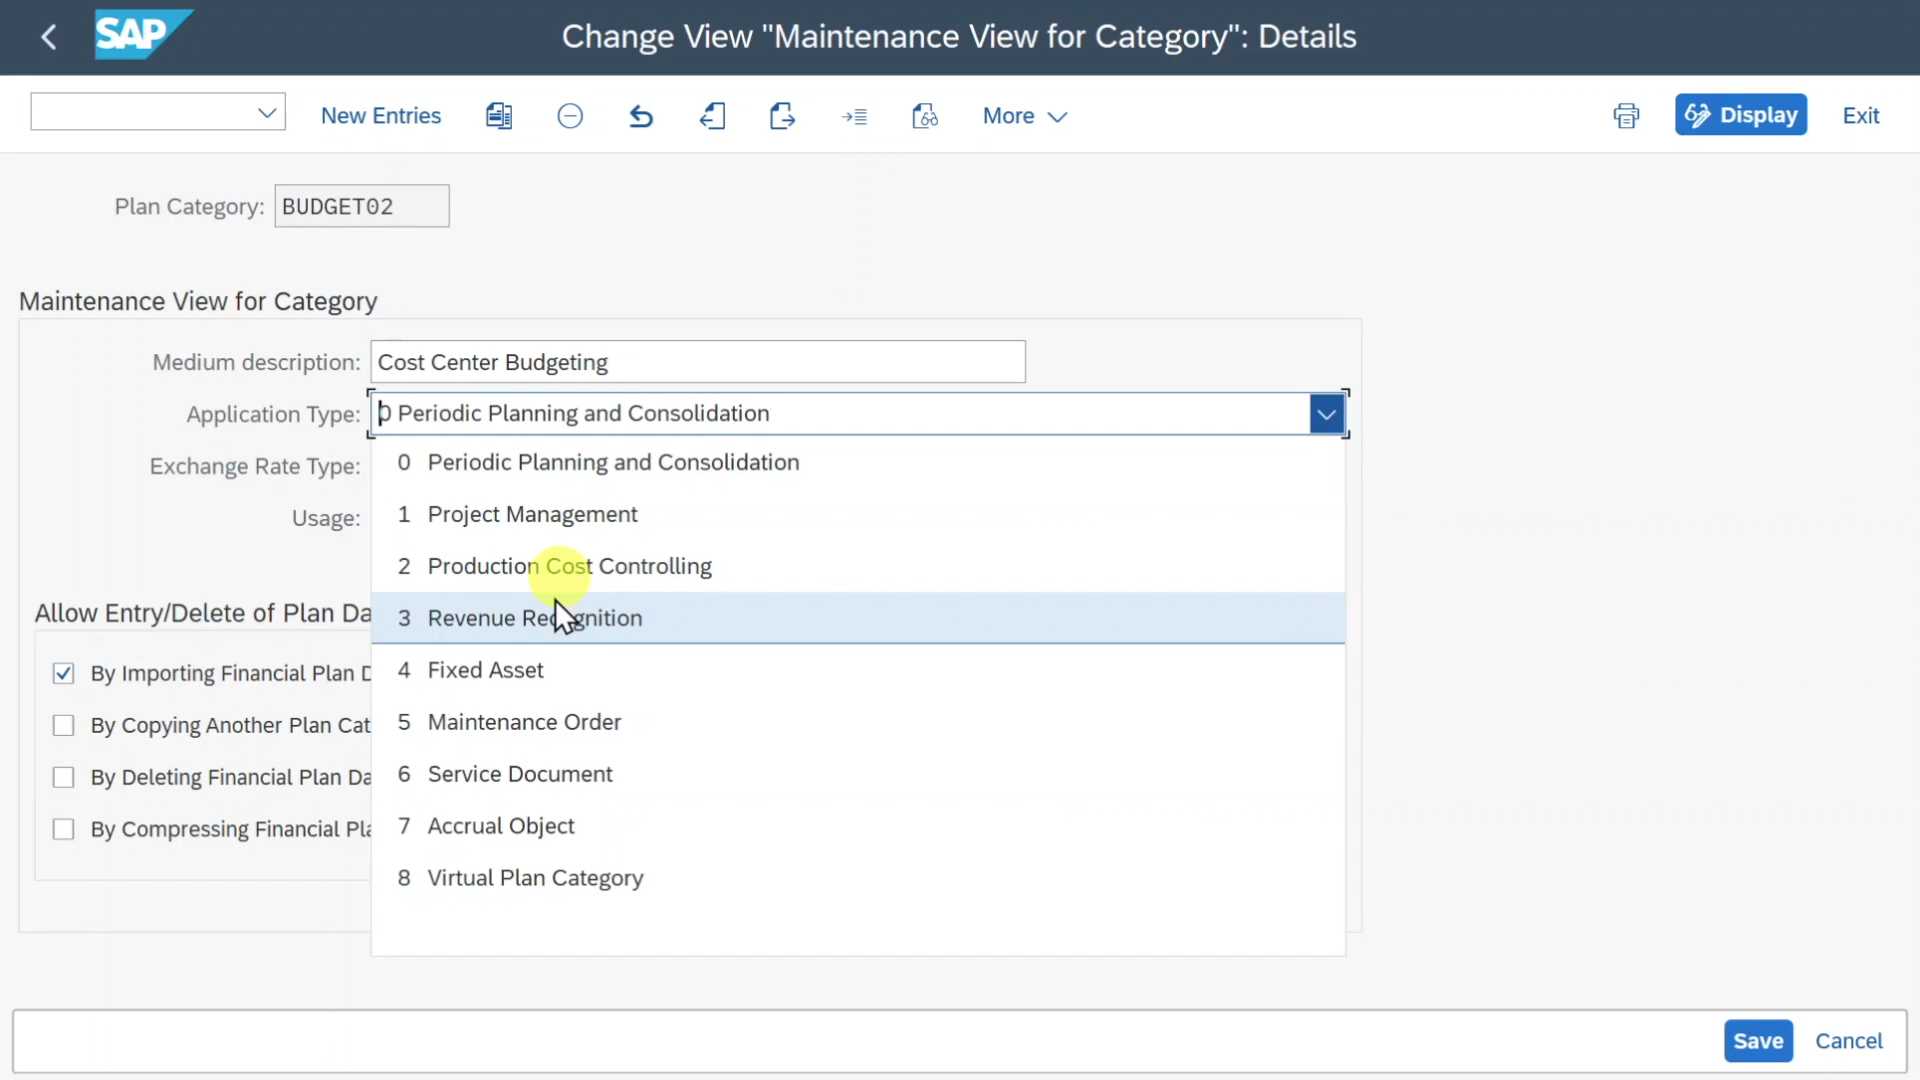 SAP
Change View "Maintenance View for Category": Details
New Entries
More
Display
Exit
Plan Category: BUDGET02
Maintenance View for Category
Medium description: Cost Center Budgeting
Application Type: 0 Periodic Planning and Consolidation
0 Periodic Planning and Consolidation
Exchange Rate Type:
1 Project Management
Usage:
2 Production Cost Controlling
Allow Entry/Delete of Plan Da
3 Revenue Recognition
By Importing Financial Plan D
4 Fixed Asset
By Copying Another Plan Cat
5 Maintenance Order
By Deleting Financial Plan Da
6 Service Document
By Compressing Financial Pla
7 Accrual Object
8 Virtual Plan Category
Save
Cancel